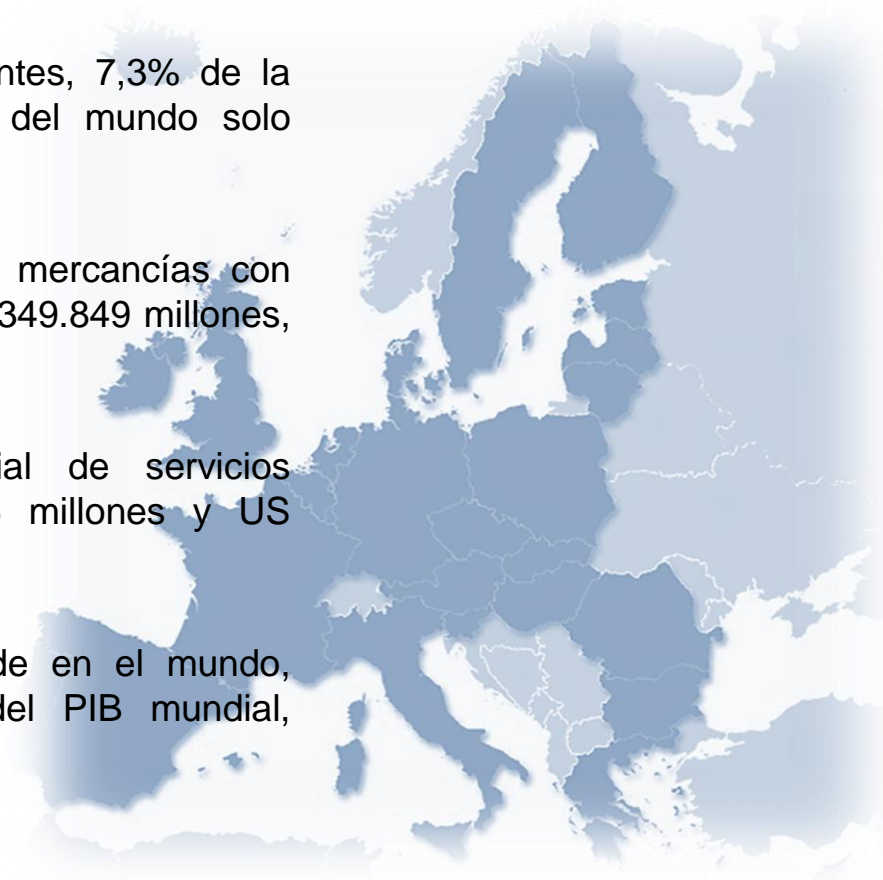 ntes, 7,3% de la
del mundo solo
mercancías con
349.849 millones,
ial de servicios
millones y US
de en el mundo,
del PIB mundial,